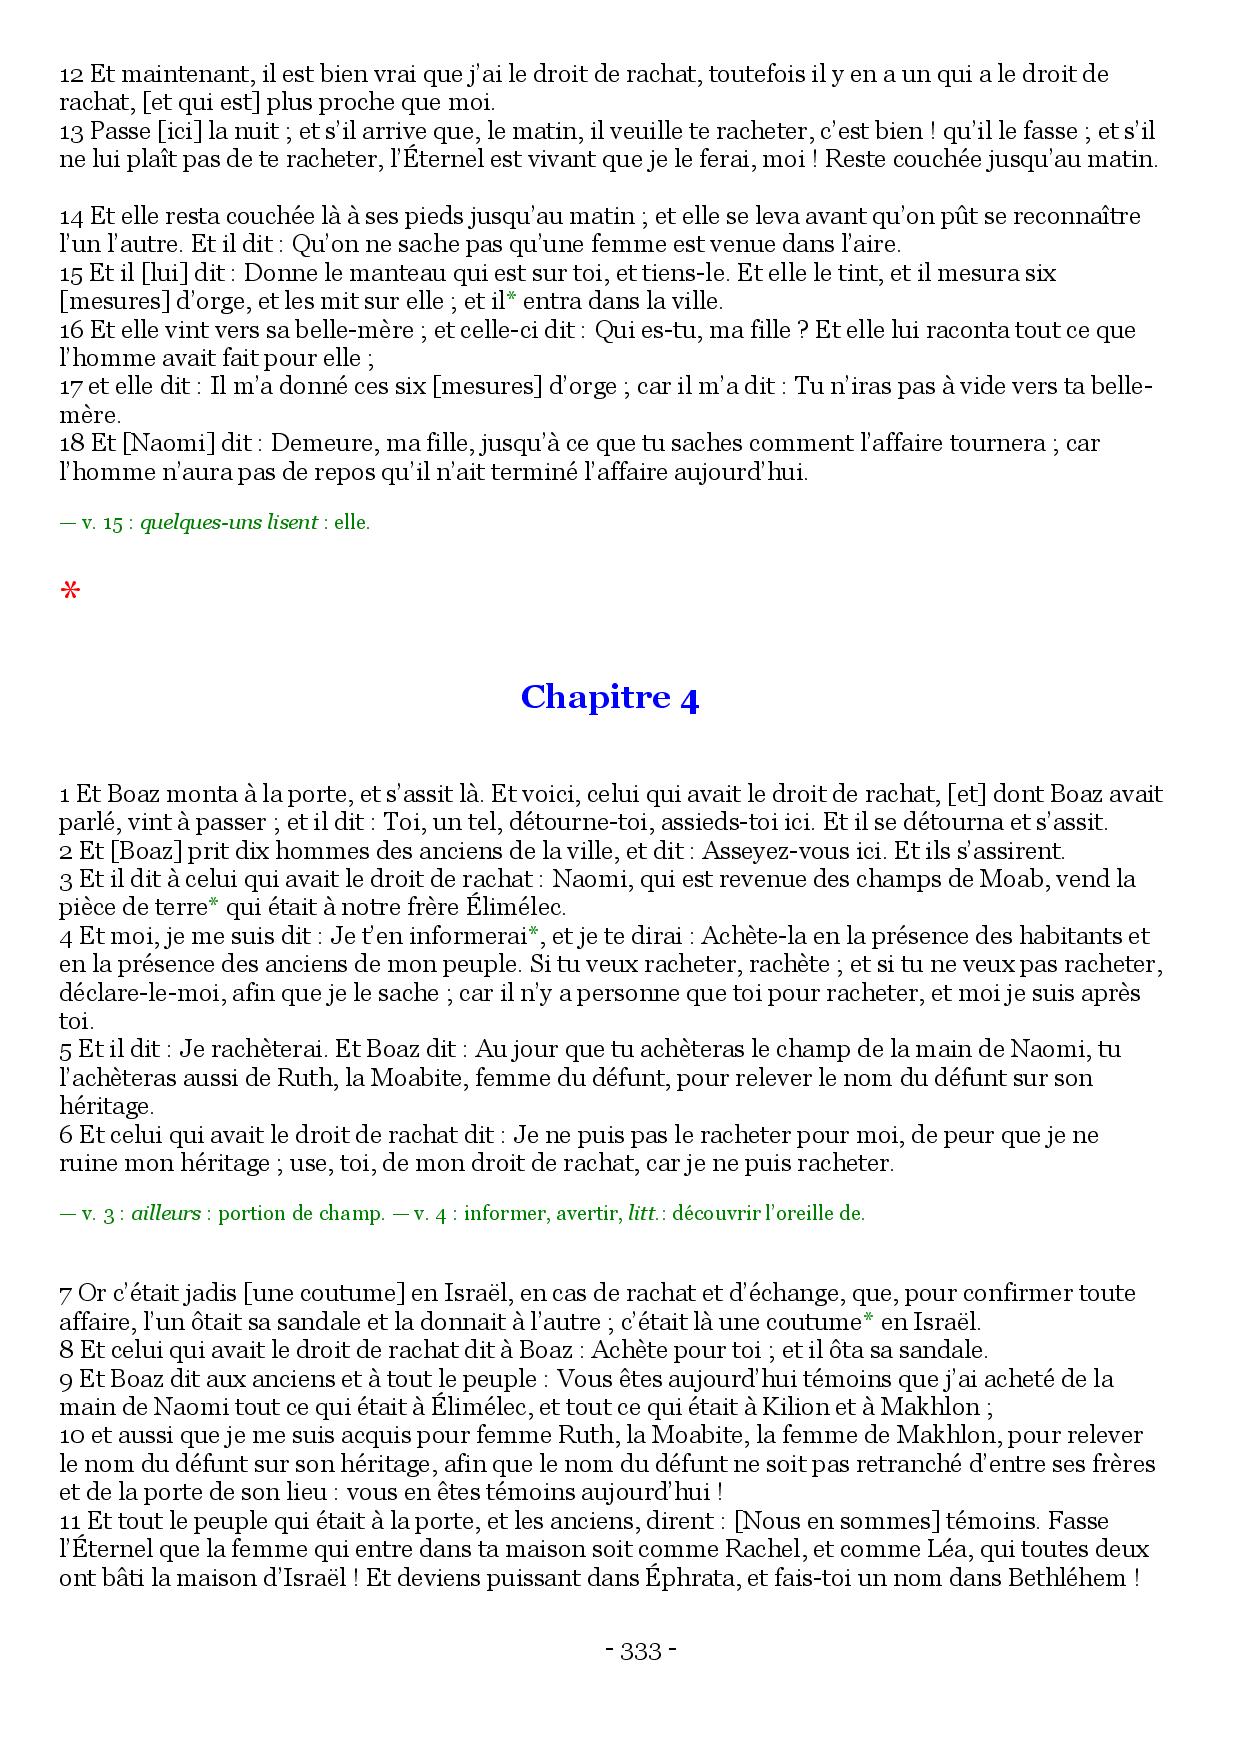 12 Et maintenant, il est bien vrai que j’ai le droit de rachat, toutefois il y en a un qui a le droit de
rachat, [et qui est] plus proche que moi.
13 Passe [ici] la nuit ; et s’il arrive que, le matin, il veuille te racheter, c’est bien ! qu’il le fasse ; et s’il
ne lui plaît pas de te racheter, l’Éternel est vivant que je le ferai, moi ! Reste couchée jusqu’au matin.
14 Et elle resta couchée là à ses pieds jusqu’au matin ; et elle se leva avant qu’on pût se reconnaître
l’un l’autre. Et il dit : Qu’on ne sache pas qu’une femme est venue dans l’aire.
15 Et il [lui] dit : Donne le manteau qui est sur toi, et tiens-le. Et elle le tint, et il mesura six
[mesures] d’orge, et les mit sur elle ; et il* entra dans la ville.
16 Et elle vint vers sa belle-mère ; et celle-ci dit : Qui es-tu, ma fille ? Et elle lui raconta tout ce que
l’homme avait fait pour elle ;
17 et elle dit : Il m’a donné ces six [mesures] d’orge ; car il m’a dit : Tu n’iras pas à vide vers ta belle-
mère.
18 Et [Naomi] dit : Demeure, ma fille, jusqu’à ce que tu saches comment l’affaire tournera ; car
l’homme n’aura pas de repos qu’il n’ait terminé l’affaire aujourd’hui.
— v. 15 : quelques-uns lisent : elle.
*
Chapitre 4
1 Et Boaz monta à la porte, et s’assit là. Et voici, celui qui avait le droit de rachat, [et] dont Boaz avait
parlé, vint à passer ; et il dit : Toi, un tel, détourne-toi, assieds-toi ici. Et il se détourna et s’assit.
2 Et [Boaz] prit dix hommes des anciens de la ville, et dit : Asseyez-vous ici. Et ils s’assirent.
3 Et il dit à celui qui avait le droit de rachat : Naomi, qui est revenue des champs de Moab, vend la
pièce de terre* qui était à notre frère Élimélec.
4 Et moi, je me suis dit : Je t’en informerai*, et je te dirai : Achète-la en la présence des habitants et
en la présence des anciens de mon peuple. Si tu veux racheter, rachète ; et si tu ne veux pas racheter,
déclare-le-moi, afin que je le sache ; car il n’y a personne que toi pour racheter, et moi je suis après
toi.
5 Et il dit : Je rachèterai. Et Boaz dit : Au jour que tu achèteras le champ de la main de Naomi, tu
l’achèteras aussi de Ruth, la Moabite, femme du défunt, pour relever le nom du défunt sur son
héritage.
6 Et celui qui avait le droit de rachat dit : Je ne puis pas le racheter pour moi, de peur que je ne
ruine mon héritage ; use, toi, de mon droit de rachat, car je ne puis racheter.
— v. 3 : ailleurs : portion de champ. — v. 4 : informer, avertir, litt.: découvrir l’oreille de.
7 Or c’était jadis [une coutume] en Israël, en cas de rachat et d’échange, que, pour confirmer toute
affaire, l’un ôtait sa sandale et la donnait à l’autre ; c’était là une coutume* en Israël.
8 Et celui qui avait le droit de rachat dit à Boaz : Achète pour toi ; et il ôta sa sandale.
9 Et Boaz dit aux anciens et à tout le peuple : Vous êtes aujourd’hui témoins que j’ai acheté de la
main de Naomi tout ce qui était à Élimélec, et tout ce qui était à Kilion et à Makhlon ;
10 et aussi que je me suis acquis pour femme Ruth, la Moabite, la femme de Makhlon, pour relever
le nom du défunt sur son héritage, afin que le nom du défunt ne soit pas retranché d’entre ses frères
et de la porte de son lieu : vous en êtes témoins aujourd’hui !
11 Et tout le peuple qui était à la porte, et les anciens, dirent : [Nous en sommes] témoins. Fasse
l’Éternel que la femme qui entre dans ta maison soit comme Rachel, et comme Léa, qui toutes deux
ont bâti la maison d’Israël ! Et deviens puissant dans Éphrata, et fais-toi un nom dans Bethléhem !
- 333 -